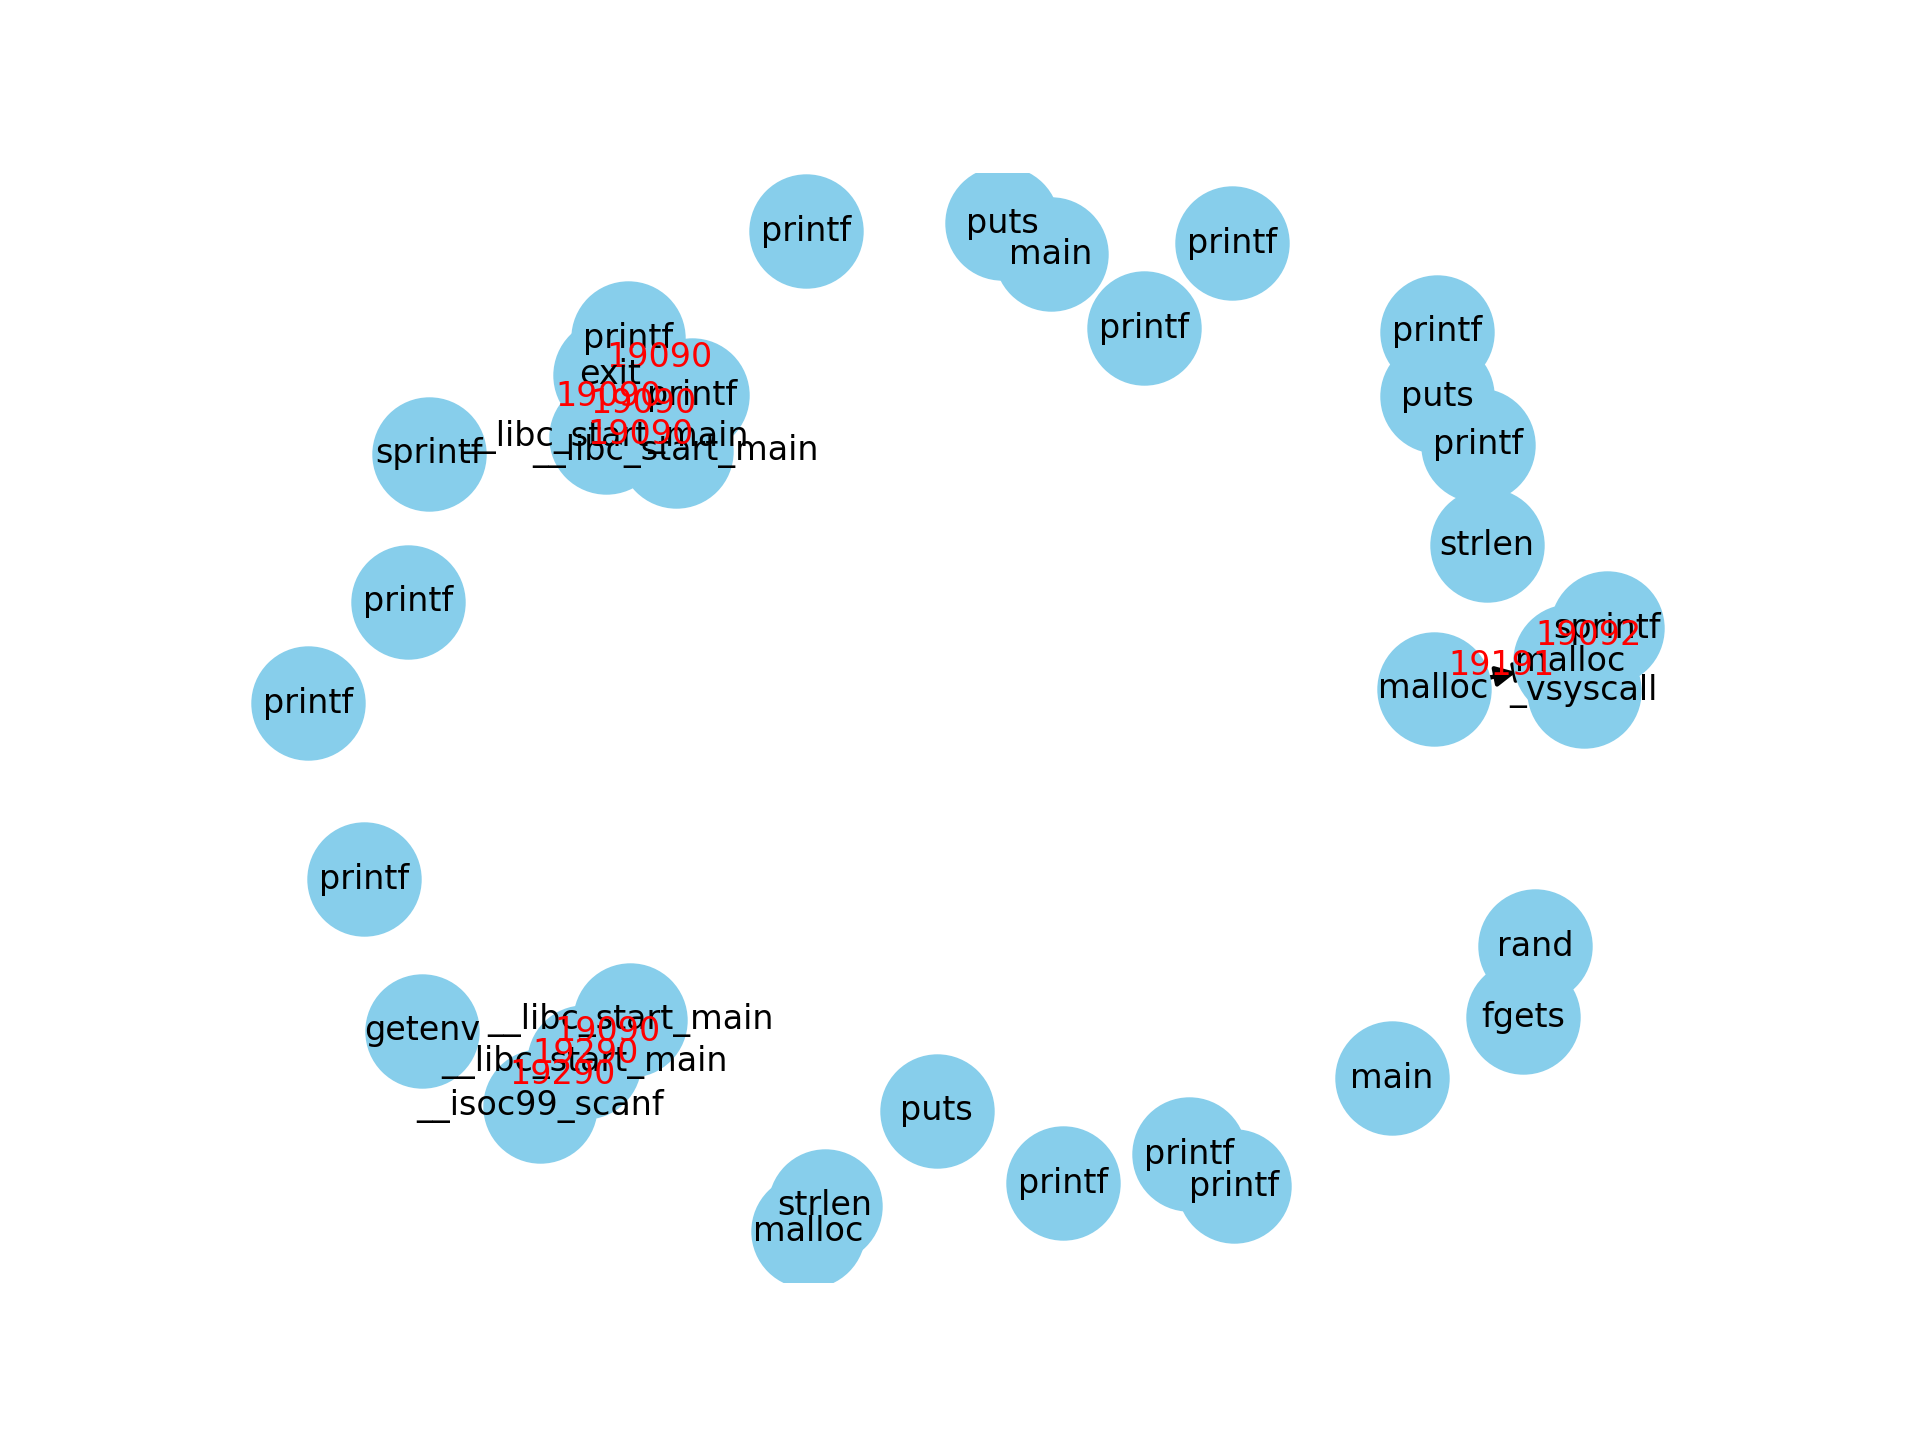 printf
puts
main
printf
printf
printf
printf
19090
exit
19090
19090
printf
puts
__libc_start_main
19090
__libc_start_main
sprintf
printf
strlen
printf
sprintf
19092
malloc
19191
malloc
_vsyscall
printf
printf
rand
getenv
__libc_start_main
19090
19290
__libc_start_main
19290
__isoc99_scanf
fgets
main
puts
printf
printf
printf
strlen
malloc